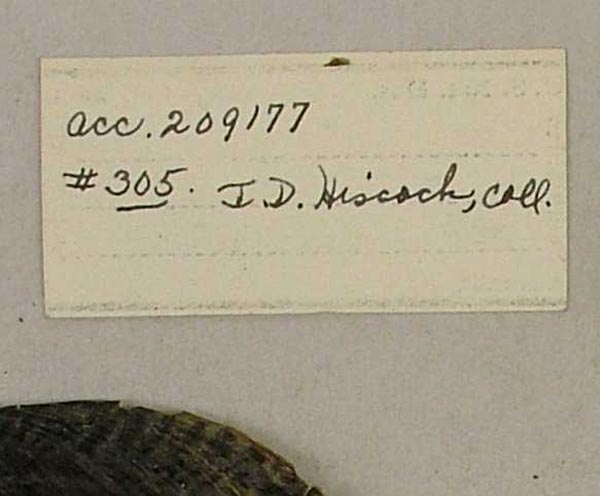 acc. 209177
#305. I.D. Hiscock, coll.